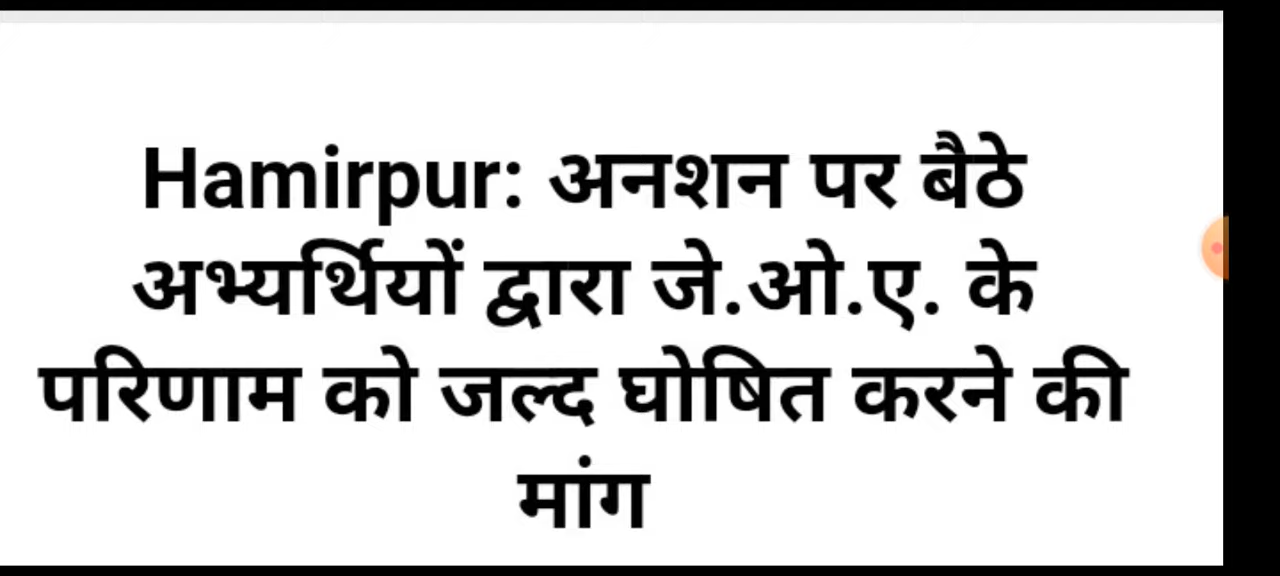 Hamirpur: अनशन पर बैठे
अभ्यर्थियों द्वारा जे.ओ.ए. के
परिणाम को जल्द घोषित करने की
मांग